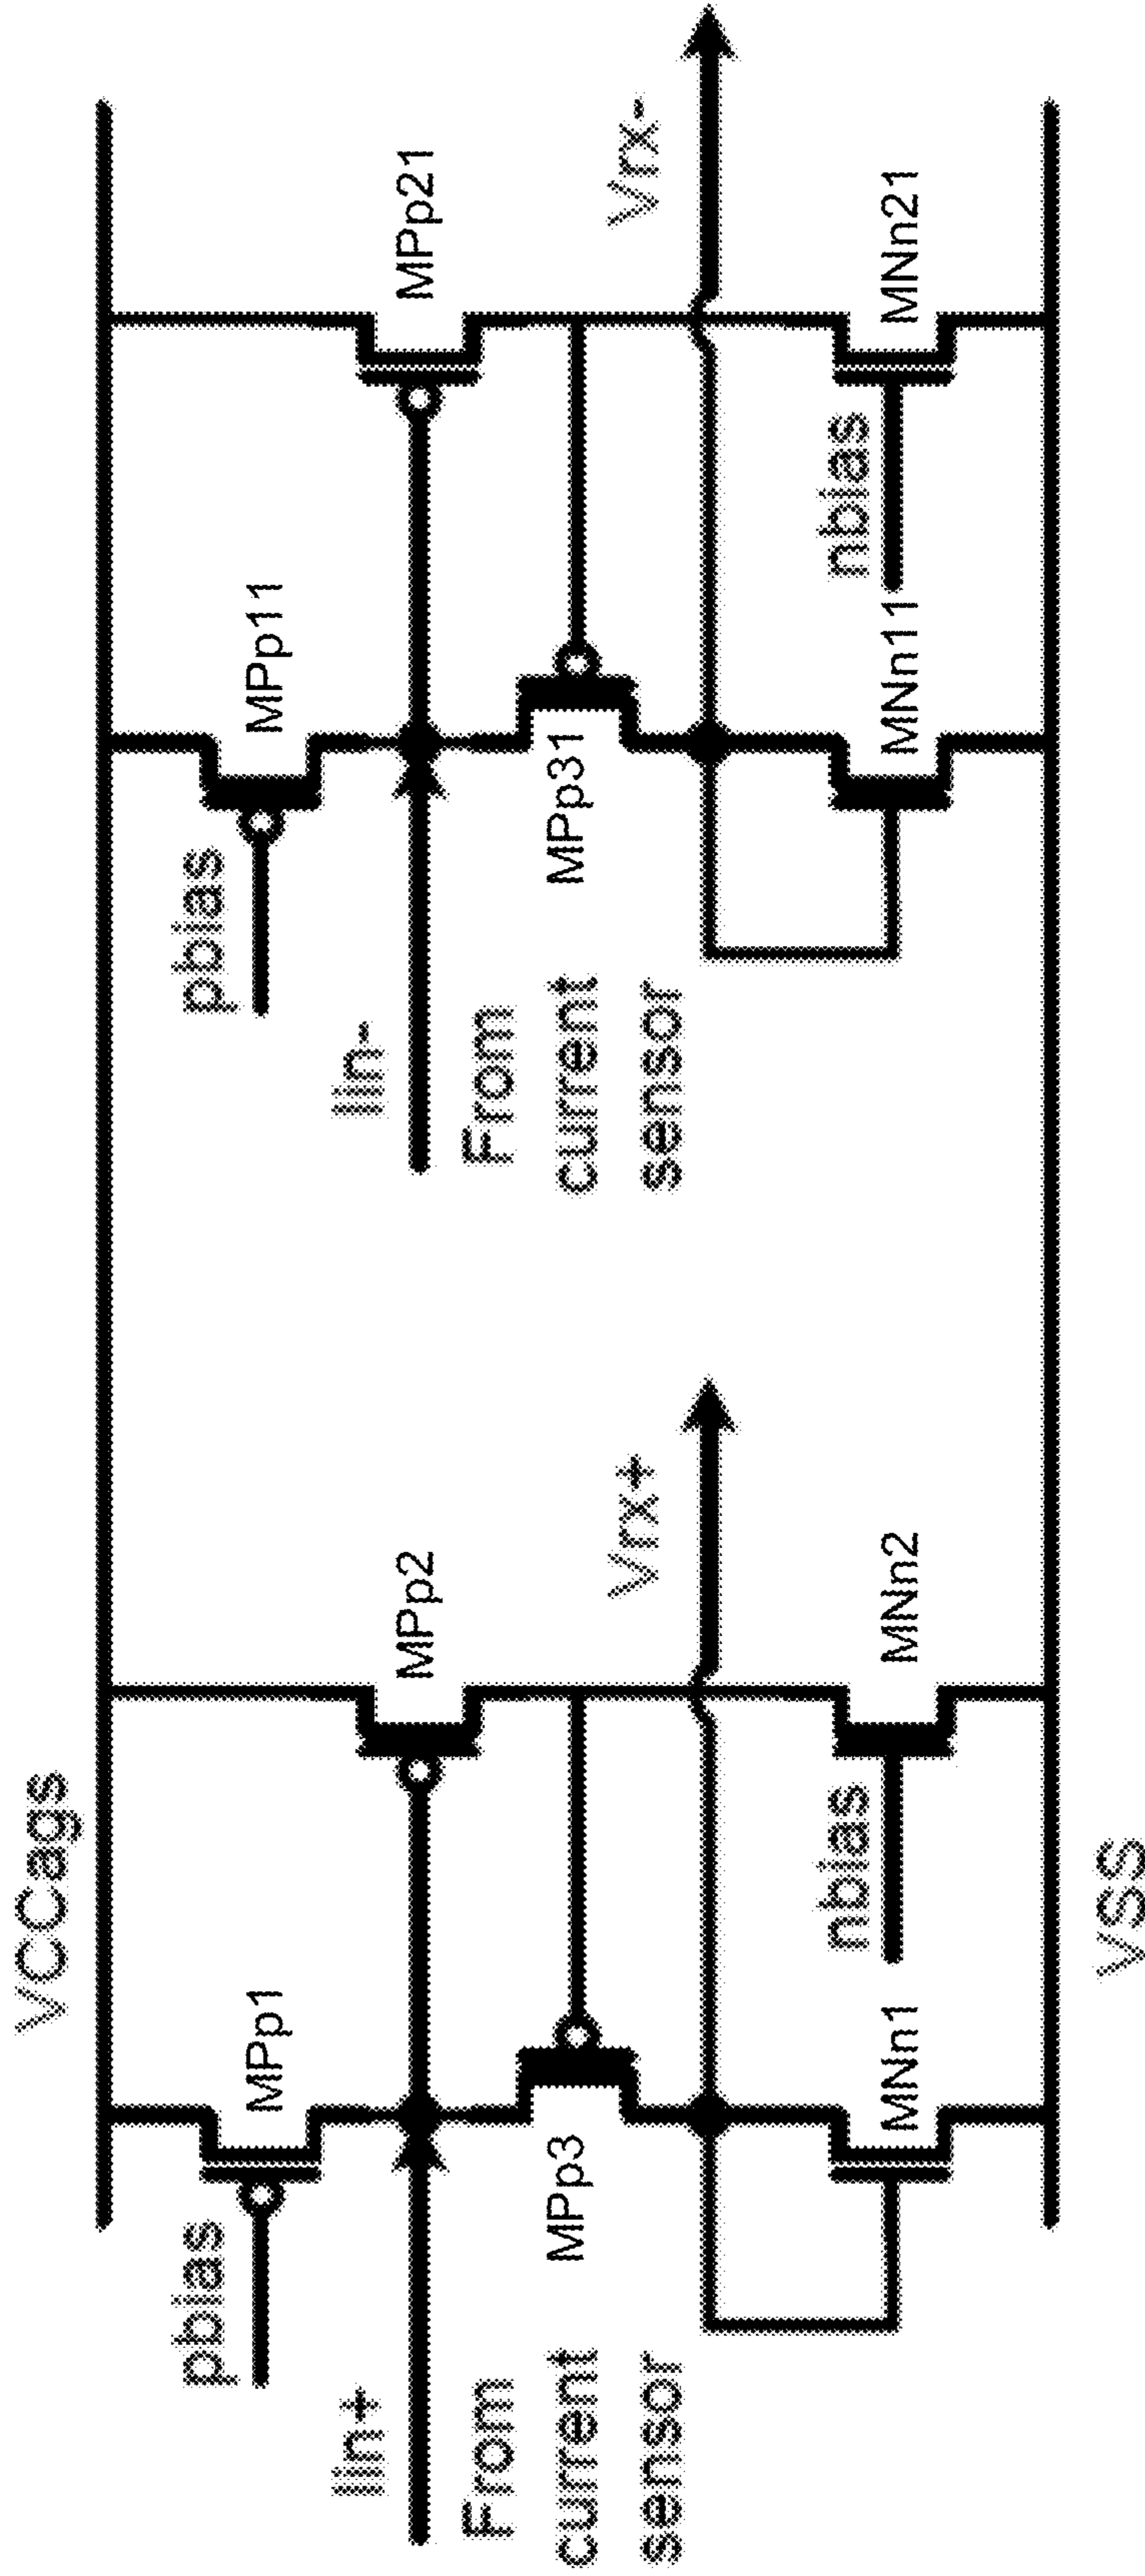 VCCags
pbias
MPp1
Iin+
From
current
sensor
MPp2
MPp3
Vrx+
MNn1
nbias
MNn2
pbias
MPp11
Iin-
From
current
sensor
MPp21
MPp31
Vrx-
MNn11
nbias
MNn21
VSS